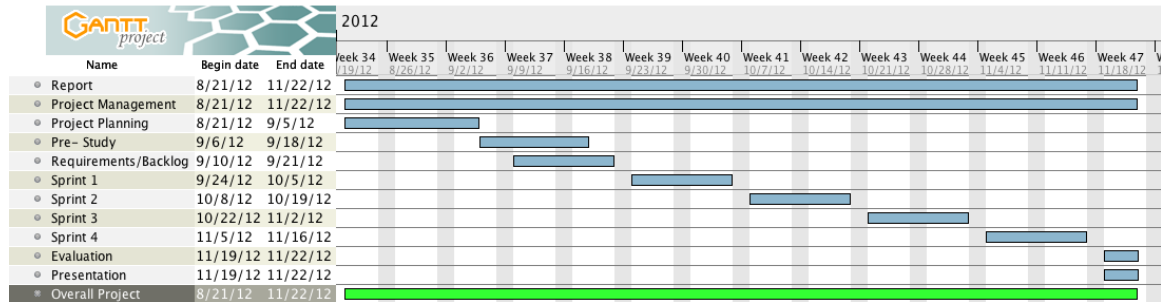 GANTT project
2012
Name Begin date End date
Week 34 Week 35 Week 36 Week 37 Week 38 Week 39 Week 40 Week 41 Week 42 Week 43 Week 44 Week 45 Week 46 Week 47
/19/12 8/26/12 9/2/12 9/9/12 9/16/12 9/23/12 9/30/12 10/7/12 10/14/12 10/21/12 10/28/12 11/4/12 11/11/12 11/18/12
Report 8/21/12 11/22/12
Project Management 8/21/12 11/22/12
Project Planning 8/21/12 9/5/12
Pre- Study 9/6/12 9/18/12
Requirements/Backlog 9/10/12 9/21/12
Sprint 1 9/24/12 10/5/12
Sprint 2 10/8/12 10/19/12
Sprint 3 10/22/12 11/2/12
Sprint 4 11/5/12 11/16/12
Evaluation 11/19/12 11/22/12
Presentation 11/19/12 11/22/12
Overall Project 8/21/12 11/22/12